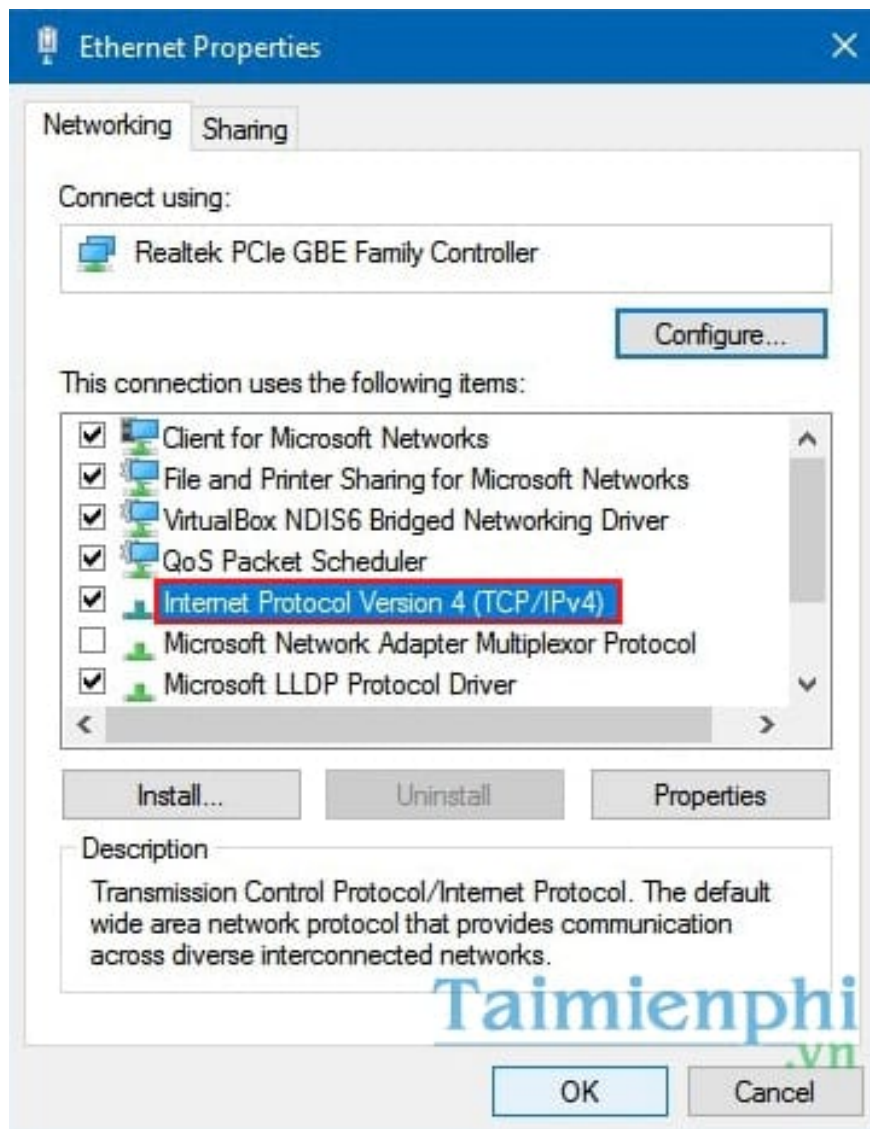 Ethernet Properties
Networking
Sharing
Connect using:
Realtek PCIe GBE Family Controller
Configure...
This connection uses the following items:
Client for Microsoft Networks
File and Printer Sharing for Microsoft Networks
VirtualBox NDIS6 Bridged Networking Driver
QoS Packet Scheduler
Internet Protocol Version 4 (TCP/IPv4)
Microsoft Network Adapter Multiplexor Protocol
Microsoft LLDP Protocol Driver
Install...
Uninstall
Properties
Description
Transmission Control Protocol/Internet Protocol. The default
wide area network protocol that provides communication
across diverse interconnected networks.
Taimienphi
.vn
OK
Cancel